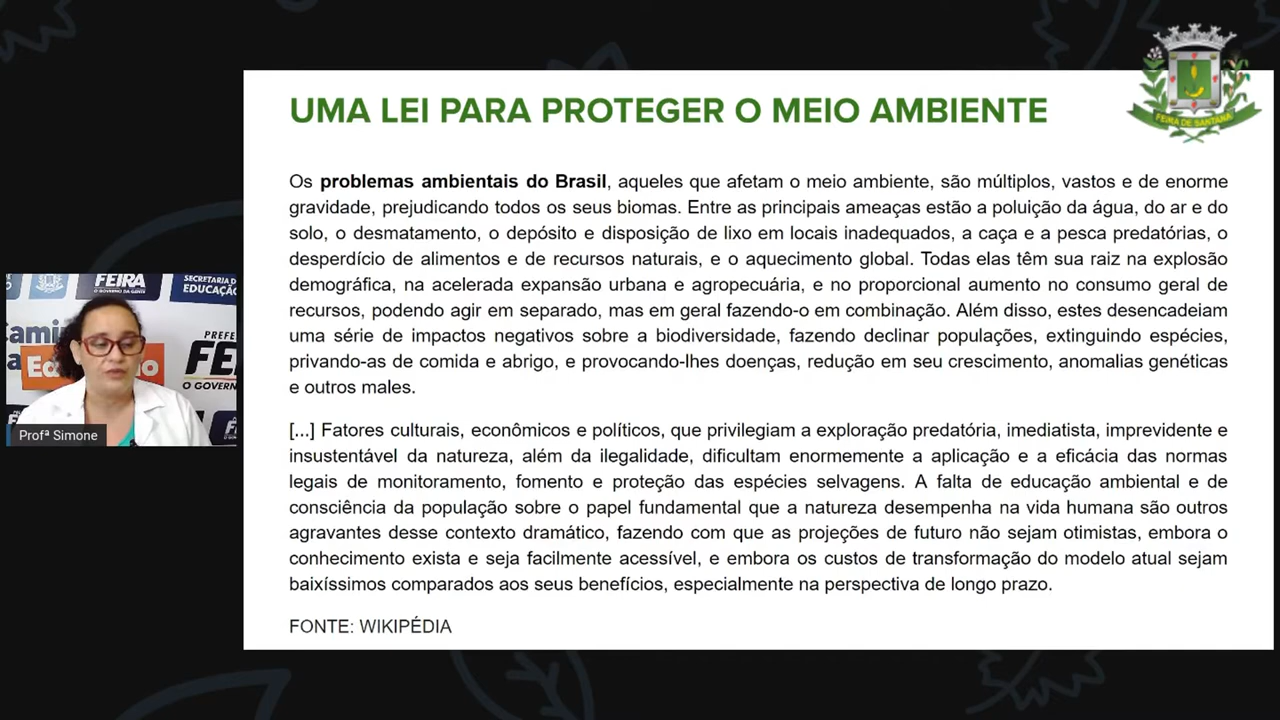 UMA LEI PARA PROTEGER O MEIO AMBIENTE
FEIRA DE SANTANA
Os problemas ambientais do Brasil, aqueles que afetam o meio ambiente, são múltiplos, vastos e de enorme
gravidade, prejudicando todos os seus biomas. Entre as principais ameaças estão a poluição da água, do ar e do
solo, o desmatamento, o depósito e disposição de lixo em locais inadequados, a caça e a pesca predatórias, o
desperdício de alimentos e de recursos naturais, e o aquecimento global. Todas elas têm sua raiz na explosão
demográfica, na acelerada expansão urbana e agropecuária, e no proporcional aumento no consumo geral de
recursos, podendo agir em separado, mas em geral fazendo-o em combinação. Além disso, estes desencadeiam
uma série de impactos negativos sobre a biodiversidade, fazendo declinar populações, extinguindo espécies,
privando-as de comida e abrigo, e provocando-lhes doenças, redução em seu crescimento, anomalias genéticas
e outros males.
[...] Fatores culturais, econômicos e políticos, que privilegiam a exploração predatória, imediatista, imprevidente e
insustentável da natureza, além da ilegalidade, dificultam enormemente a aplicação e a eficácia das normas
legais de monitoramento, fomento e proteção das espécies selvagens. A falta de educação ambiental e de
consciência da população sobre o papel fundamental que a natureza desempenha na vida humana são outros
agravantes desse contexto dramático, fazendo com que as projeções de futuro não sejam otimistas, embora o
conhecimento exista e seja facilmente acessível, e embora os custos de transformação do modelo atual sejam
baixíssimos comparados aos seus benefícios, especialmente na perspectiva de longo prazo.
FONTE: WIKIPÉDIA
FEIRA
O GOVERNO DA GENTE
SECRETARIA D
EDUCAÇÃO
Cami
PREFE
FE
O GOVERN
Profª Simone